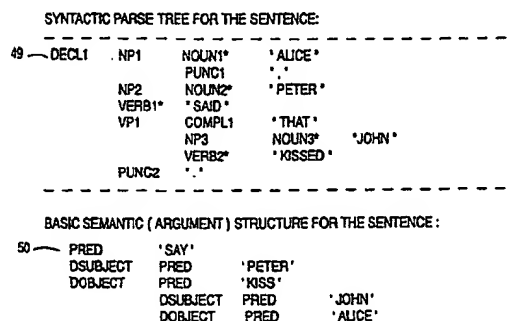 SYNTACTIC PARSE TREE FOR THE SENTENCE:
49 DECL1 NP1 NOUN1* "ALICE"
PUNC1 ","
NP2 NOUN2* "PETER"
VERB1* "SAID"
VP1 COMPL1 "THAT"
NP3 NOUN3* "JOHN"
VERB2* "KISSED"
PUNC2 "."
BASIC SEMANTIC (ARGUMENT) STRUCTURE FOR THE SENTENCE:
50 PRED 'SAY'
DSUBJECT PRED 'PETER'
DOBJECT PRED 'KISS'
DSUBJECT PRED 'JOHN'
DOBJECT PRED 'ALICE'